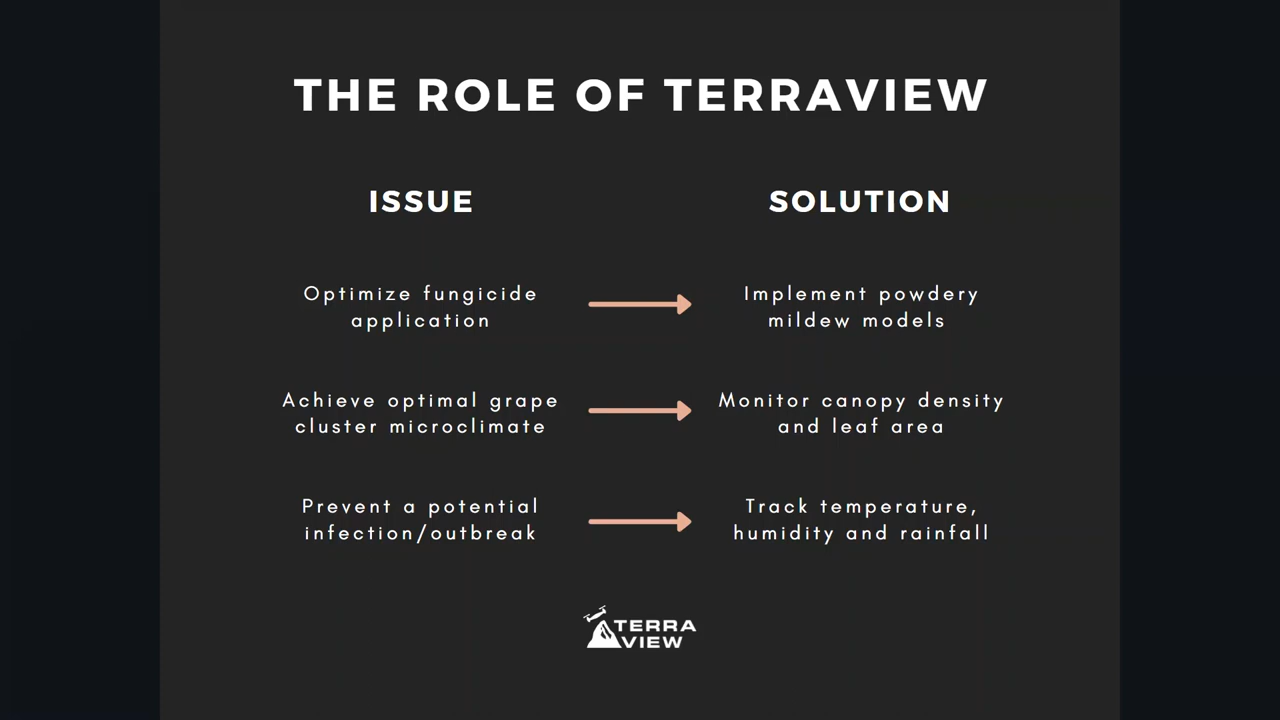 THE ROLE OF TERRAVIEW
ISSUE
SOLUTION
Optimize fungicide
application
Implement powdery
mildew models
Achieve optimal grape
cluster microclimate
Monitor canopy density
and leaf area
Prevent a potential
infection/outbreak
Track temperature,
humidity and rainfall
TERRA
VIEW